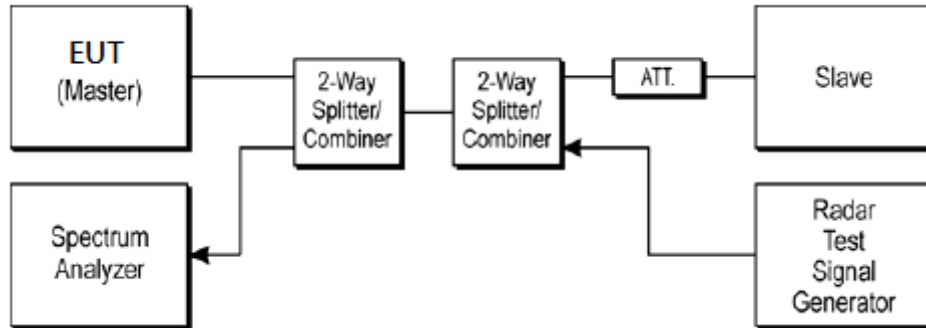 EUT
(Master)
2-Way
Splitter/
Combiner
2-Way
Splitter/
Combiner
ATT.
Slave
Spectrum
Analyzer
Radar
Test
Signal
Generator